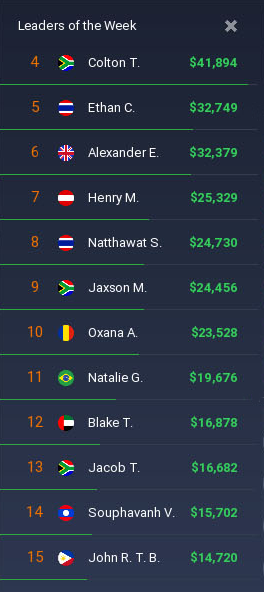 Leaders of the Week
4 Colton T. $41,894
5 Ethan C. $32,749
6 Alexander E. $32,379
7 Henry M. $25,329
8 Natthawat S. $24,730
9 Jaxson M. $24,456
10 Oxana A. $23,528
11 Natalie G. $19,676
12 Blake T. $16,878
13 Jacob T. $16,682
14 Souphavanh V. $15,702
15 John R. T. B. $14,720